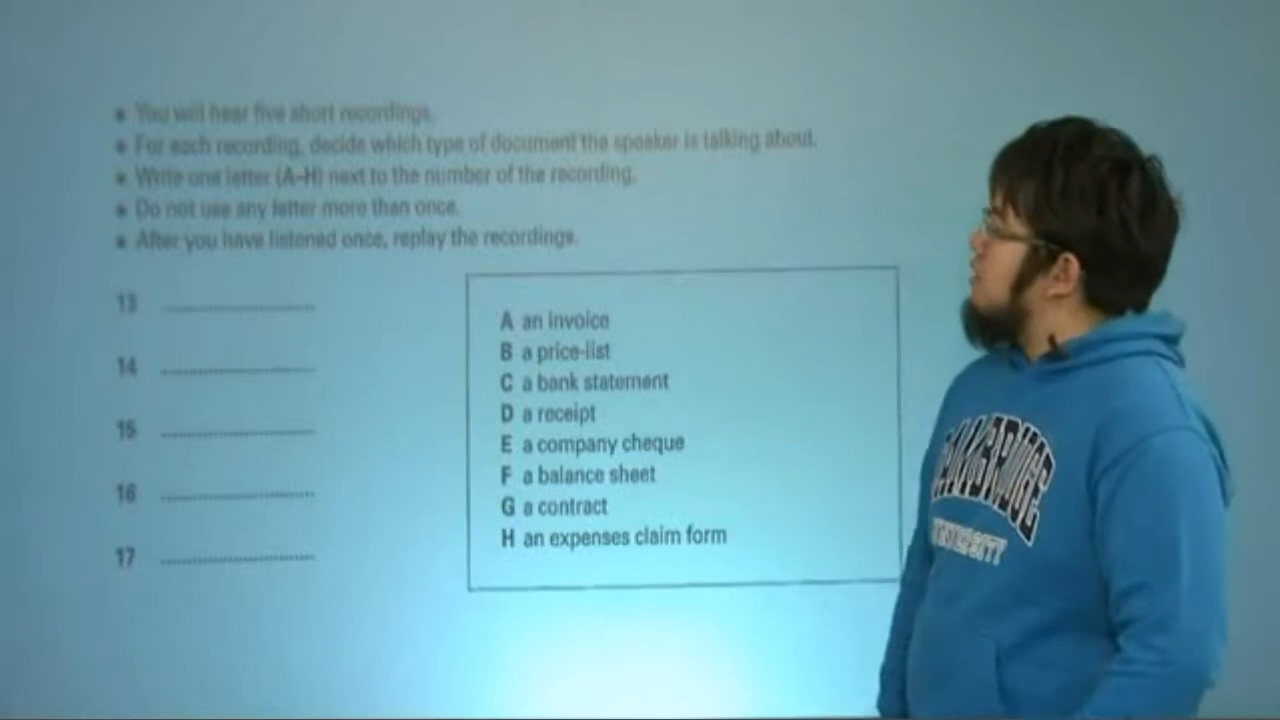 You will hear five short recordings.
For each recording, decide which type of document the speaker is talking about.
Write one letter (A–H) next to the number of the recording.
Do not use any letter more than once.
After you have listened once, replay the recordings.
13
14
15
16
17
A an invoice
B a price-list
C a bank statement
D a receipt
E a company cheque
F a balance sheet
G a contract
H an expenses claim form
CAMBRIDGE
UNIVERSITY